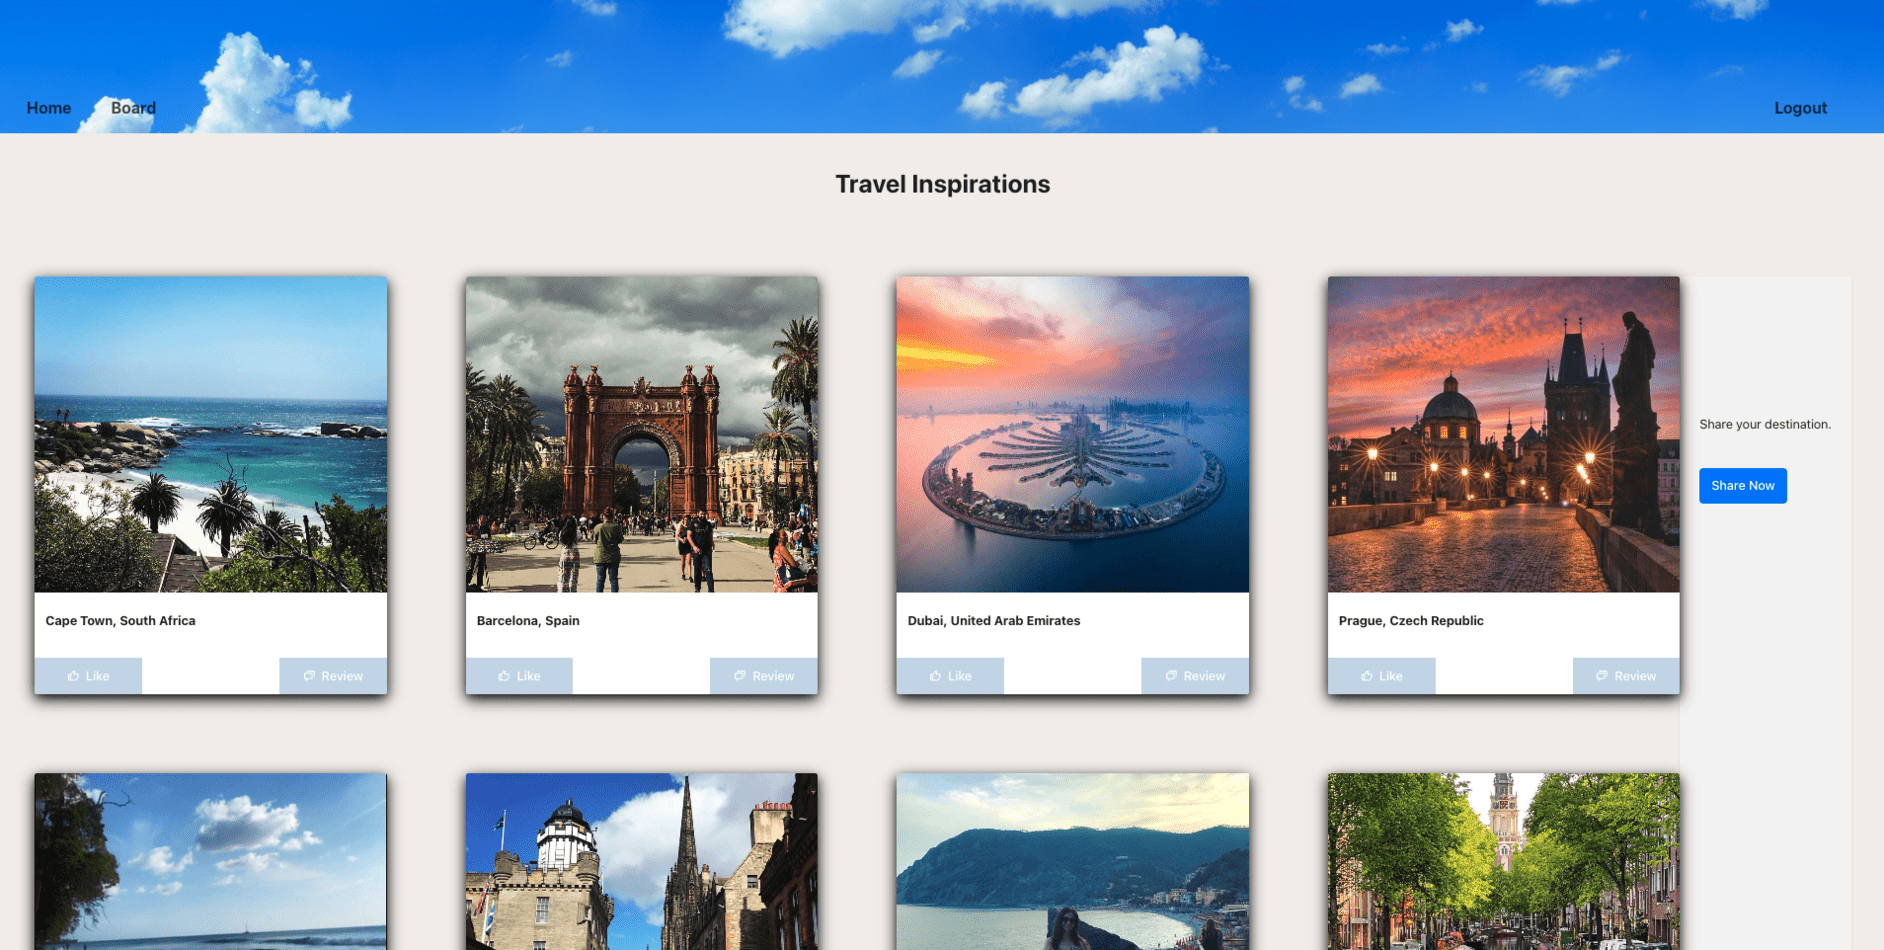 Home Board Logout
Travel Inspirations
Share your destination.
Share Now
Cape Town, South Africa
Like Review
Barcelona, Spain
Like Review
Dubai, United Arab Emirates
Like Review
Prague, Czech Republic
Like Review